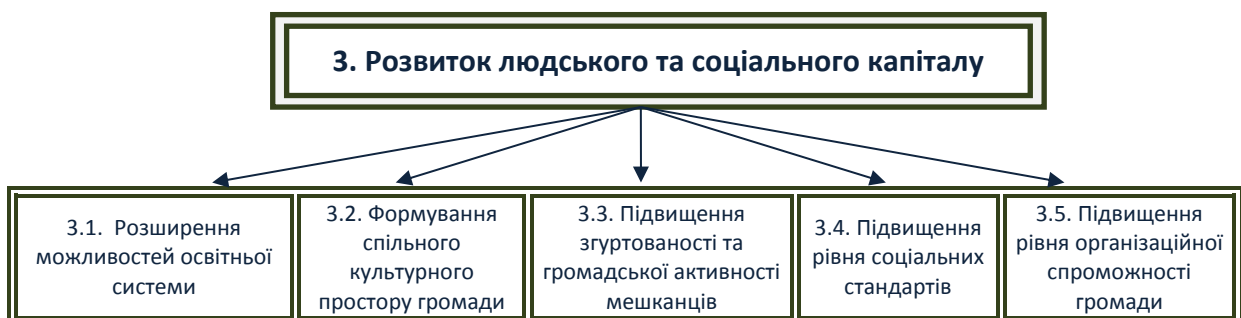 3. Розвиток людського та соціального капіталу
3.1. Розширення
можливостей освітньої
системи
3.2. Формування
спільного
культурного
простору громади
3.3. Підвищення
згуртованості та
громадської активності
мешканців
3.4. Підвищення
рівня соціальних
стандартів
3.5. Підвищення
рівня організаційної
спроможності
громади